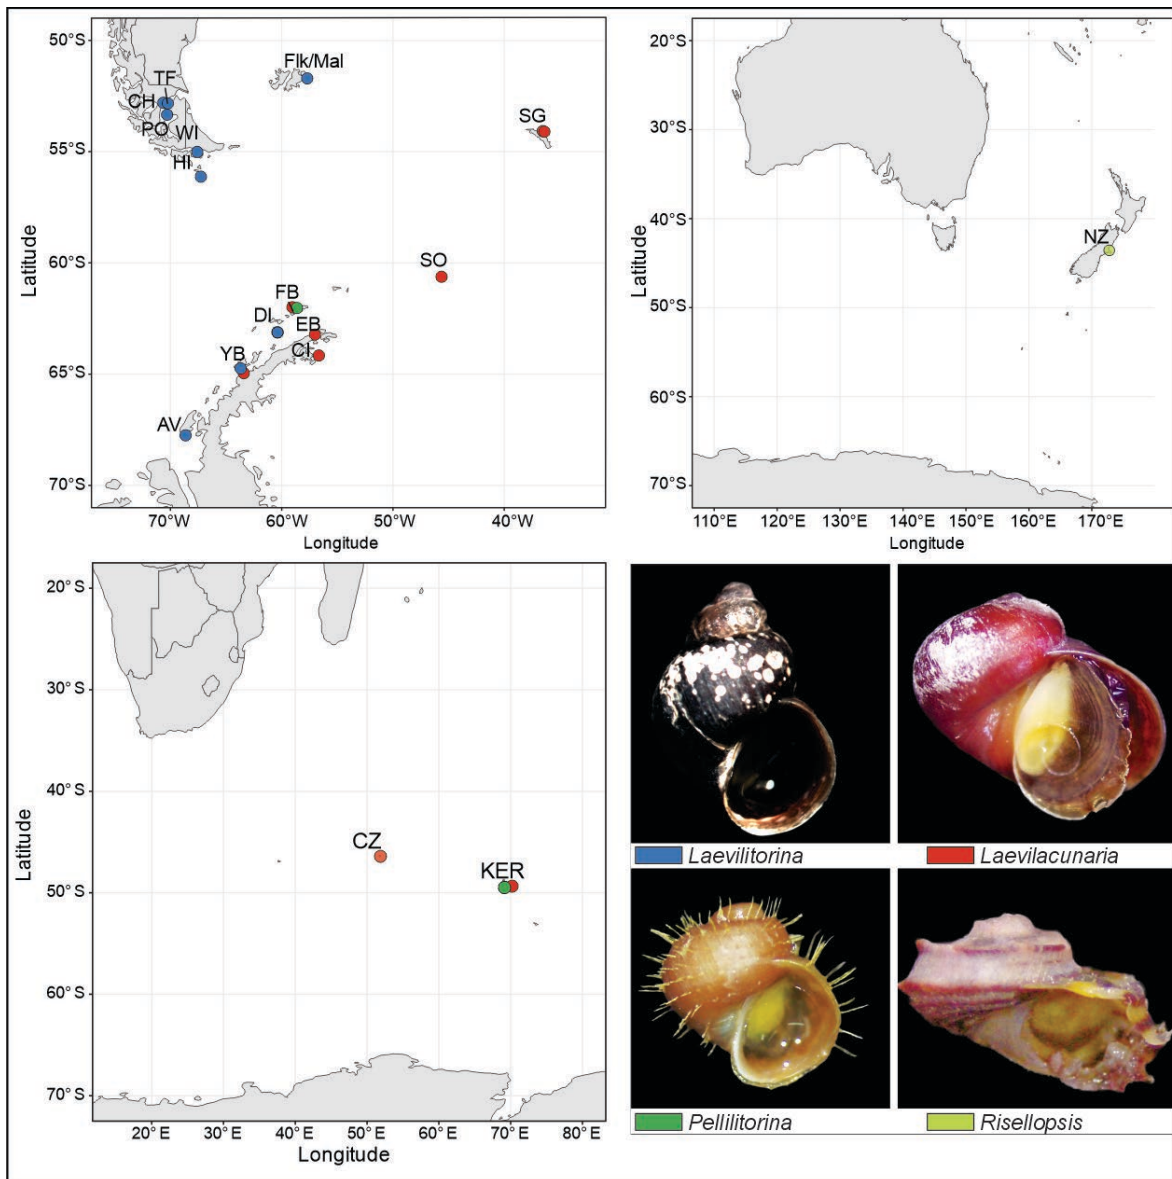 50°S
55°S
60°S
65°S
70°S
Latitude
TF
CH
PO
WI
HI
Flk/Mal
SG
SO
FB
DI
EB
CI
YB
AV
70°W
60°W
50°W
40°W
Longitude
20°S
30°S
40°S
50°S
60°S
70°S
Latitude
NZ
110°E
120°E
130°E
140°E
150°E
160°E
170°E
Longitude
20°S
30°S
40°S
50°S
60°S
70°S
Latitude
CZ
KER
20°E
30°E
40°E
50°E
60°E
70°E
80°E
Longitude
Laevilitorina
Laevilacunaria
Pellilitorina
Risellopsis